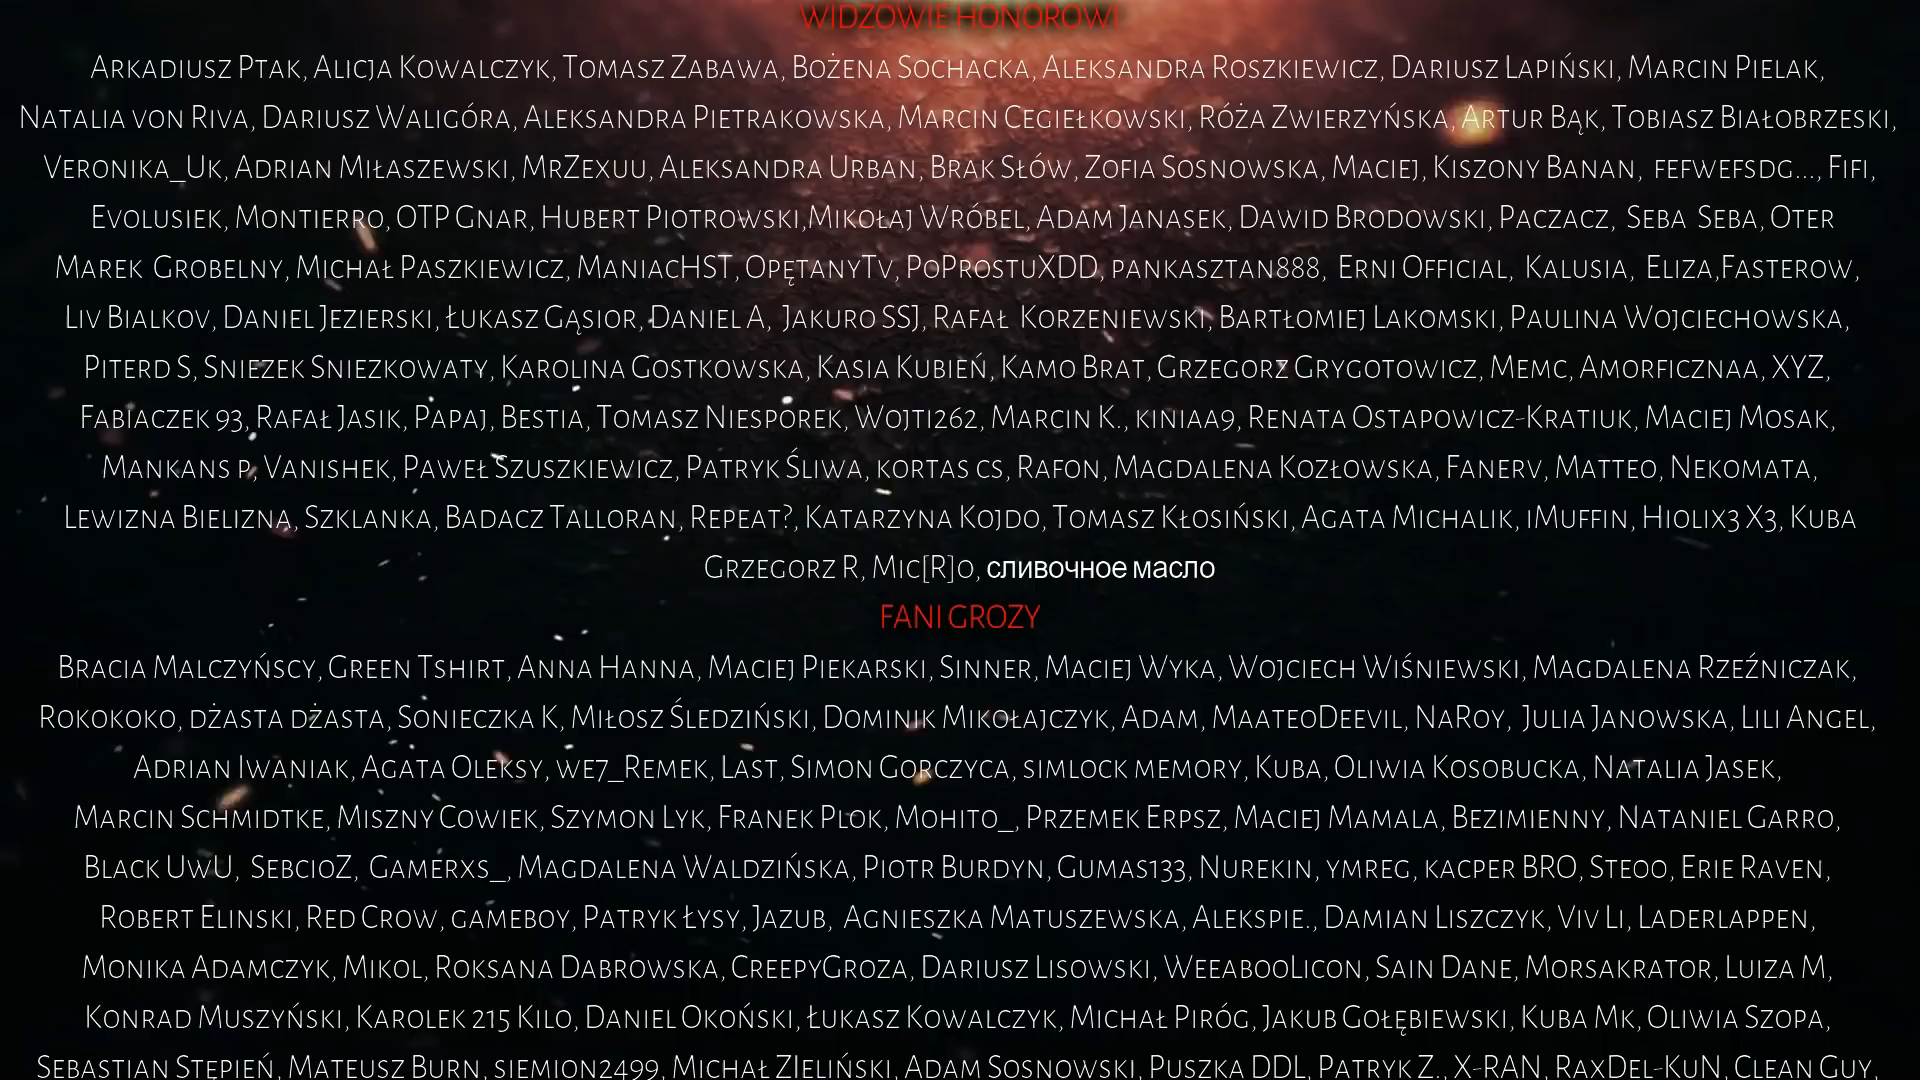 WIDZOWIE HONOROWI
Arkadiusz Ptak, Alicja Kowalczyk, Tomasz Zabawa, Bożena Sochacka, Aleksandra Roszkiewicz, Dariusz Lapiński, Marcin Pielak,
Natalia von Riva, Dariusz Waligóra, Aleksandra Pietrakowska, Marcin Cegiełkowski, Róża Zwierzyńska, Artur Bąk, Tobiasz Białobrzeski,
Veronika_Uk, Adrian Miłaszewski, MrZexuu, Aleksandra Urban, Brak Słów, Zofia Sosnowska, Maciej, Kiszony Banan, fefwefsdg..., Fifi,
Evolusiek, Montierro, OTP Gnar, Hubert Piotrowski,Mikołaj Wróbel, Adam Janasek, Dawid Brodowski, Paczacz, Seba Seba, Oter
Marek Grobelny, Michał Paszkiewicz, ManiacHST, OpętanyTv, PoProstuXDD, pankasztan888, Erni Official, Kalusia, Eliza,Fasterow,
Liv Bialkov, Daniel Jezierski, Łukasz Gąsior, Daniel A, Jakuro SSJ, Rafał Korzeniewski, Bartłomiej Lakomski, Paulina Wojciechowska,
Piterd S, Sniezek Sniezkowaty, Karolina Gostkowska, Kasia Kubień, Kamo Brat, Grzegorz Grygotowicz, Memc, Amorficznaa, XYZ,
Fabiaczek 93, Rafał Jasik, Papaj, Bestia, Tomasz Niesporek, Wojti262, Marcin K., kiniaa9, Renata Ostapowicz-Kratiuk, Maciej Mosak,
Mankans p, Vanishek, Paweł Szuszkiewicz, Patryk Śliwa, kortas cs, Rafon, Magdalena Kozłowska, Fanerv, Matteo, Nekomata,
Lewizna Bielizna, Szklanka, Badacz Talloran, Repeat?, Katarzyna Kojdo, Tomasz Kłosiński, Agata Michalik, iMuffin, Hiolix3 X3, Kuba
Grzegorz R, Mic[R]o, сливочное масло
FANI GROZY
Bracia Malczyńscy, Green Tshirt, Anna Hanna, Maciej Piekarski, Sinner, Maciej Wyka, Wojciech Wiśniewski, Magdalena Rzeźniczak,
Rokokoko, dżasta dżasta, Sonieczka K, Miłosz Śledziński, Dominik Mikołajczyk, Adam, MaateoDeevil, NaRoy, Julia Janowska, Lili Angel,
Adrian Iwaniak, Agata Oleksy, we7_Remek, Last, Simon Gorczyca, simlock memory, Kuba, Oliwia Kosobucka, Natalia Jasek,
Marcin Schmidtke, Miszny Cowiek, Szymon Lyk, Franek Plok, Mohito_, Przemek Erpsz, Maciej Mamala, Bezimienny, Nataniel Garro,
Black UwU, SebcioZ, Gamerxs_, Magdalena Waldzińska, Piotr Burdyn, Gumas133, Nurekin, ymreg, kacper BRO, Steoo, Erie Raven,
Robert Elinski, Red Crow, gameboy, Patryk Łysy, Jazub, Agnieszka Matuszewska, Alekspie., Damian Liszczyk, Viv Li, Laderlappen,
Monika Adamczyk, Mikol, Roksana Dabrowska, CreepyGroza, Dariusz Lisowski, WeeabooLicon, Sain Dane, Morsakrator, Luiza M,
Konrad Muszyński, Karolek 215 Kilo, Daniel Okoński, Łukasz Kowalczyk, Michał Piróg, Jakub Gołębiewski, Kuba Mk, Oliwia Szopa,
Sebastian Stępień, Mateusz Burn, siemion2499, Michał ZIeliński, Adam Sosnowski, Puszka DDL, Patryk Z., X-RAN, RaxDel-KuN, Clean Guy,